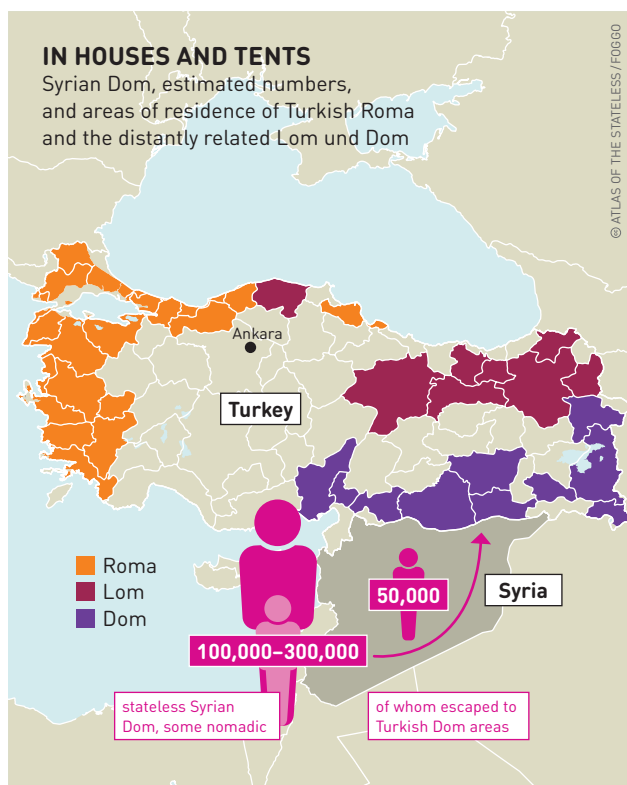 IN HOUSES AND TENTS
Syrian Dom, estimated numbers,
and areas of residence of Turkish Roma
and the distantly related Lom und Dom
© ATLAS OF THE STATELESS / FOGGO
Ankara
Turkey
Roma
Lom
Dom
50,000
Syria
100,000–300,000
stateless Syrian
Dom, some nomadic
of whom escaped to
Turkish Dom areas